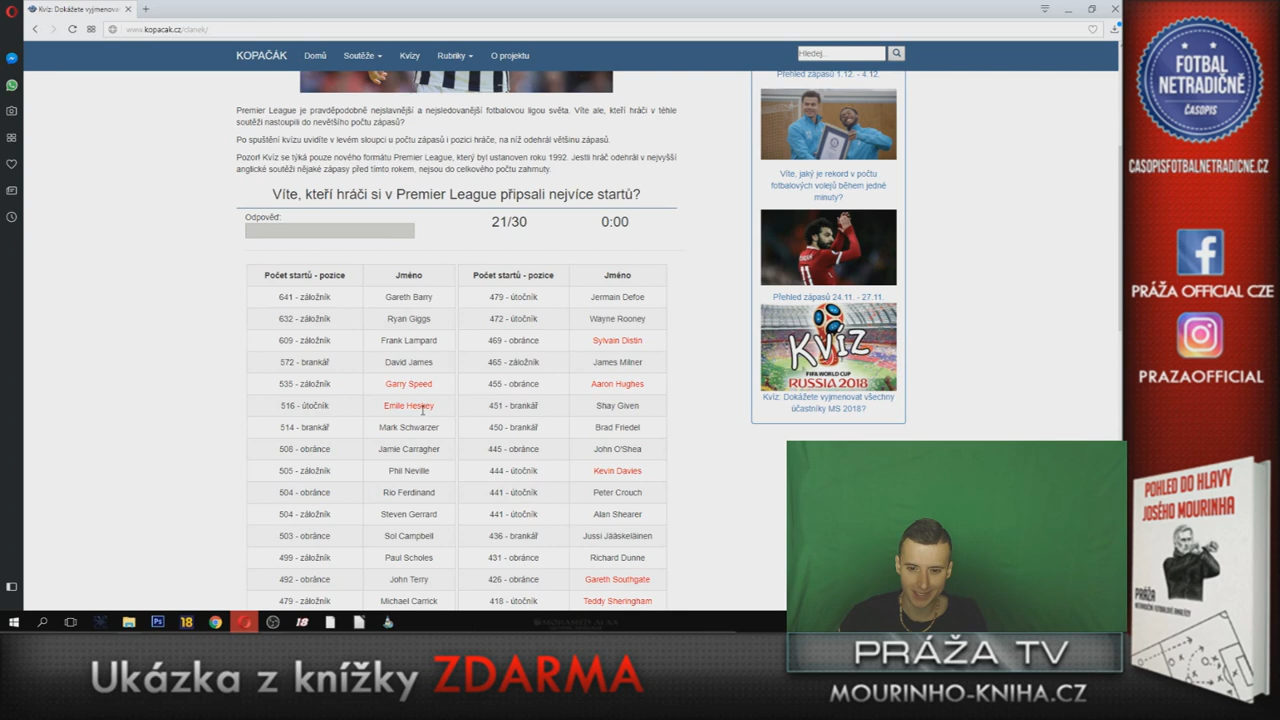 Kvíz: Dokážete vyjmenova
www.kopacak.cz/clanek/
KOPAČÁK
Domů
Soutěže
Kvízy
Rubriky
O projektu
Hledej...
Premier League je pravděpodobně nejslavnější a nejsledovanější fotbalovou ligou světa. Víte ale, kteří hráči v téhle
soutěži nastoupili do největšího počtu zápasů?
Po spuštění kvízu uvidíte v levém sloupci u počtu zápasů i pozici hráče, na níž odehrál většinu zápasů.
Pozor! Kvíz se týká pouze nového formátu Premier League, který byl ustanoven roku 1992. Jestli hráč odehrál v nejvyšší
anglické soutěži nějaké zápasy před tímto rokem, nejsou do celkového počtu zahrnuty.
Víte, kteří hráči si v Premier League připsali nejvíce startů?
Odpověď:
21/30
0:00
Počet startů - pozice Jméno Počet startů - pozice Jméno
641 - záložník Gareth Barry 479 - útočník Jermain Defoe
632 - záložník Ryan Giggs 472 - útočník Wayne Rooney
609 - záložník Frank Lampard 469 - obránce Sylvain Distin
572 - brankář David James 465 - záložník James Milner
535 - záložník Garry Speed 455 - obránce Aaron Hughes
516 - útočník Emile Heskey 451 - brankář Shay Given
514 - brankář Mark Schwarzer 450 - brankář Brad Friedel
508 - obránce Jamie Carragher 445 - obránce John O'Shea
505 - záložník Phil Neville 444 - útočník Kevin Davies
504 - obránce Rio Ferdinand 441 - útočník Peter Crouch
504 - záložník Steven Gerrard 441 - útočník Alan Shearer
503 - obránce Sol Campbell 436 - brankář Jussi Jääskeläinen
499 - záložník Paul Scholes 431 - obránce Richard Dunne
492 - obránce John Terry 426 - obránce Gareth Southgate
479 - záložník Michael Carrick 418 - útočník Teddy Sheringham
Přehled zápasů 1.12. - 4.12.
Víte, jaký je rekord v počtu
fotbalových volejů během jedné
minuty?
Přehled zápasů 24.11. - 27.11.
KVÍZ
FIFA WORLD CUP
RUSSIA 2018
Kvíz: Dokážete vyjmenovat všechny
účastníky MS 2018?
FOTBAL
NETRADIČNĚ
ČASOPIS
CASOPISFOTBALNETRADICNE.CZ
PRÁŽA OFFICIAL CZE
PRAZAOFFICIAL
POHLED DO HLAVY
JOSÉHO MOURINHA
PRÁŽA
Ukázka z knížky ZDARMA
PRÁŽA TV
MOURINHO-KNIHA.CZ